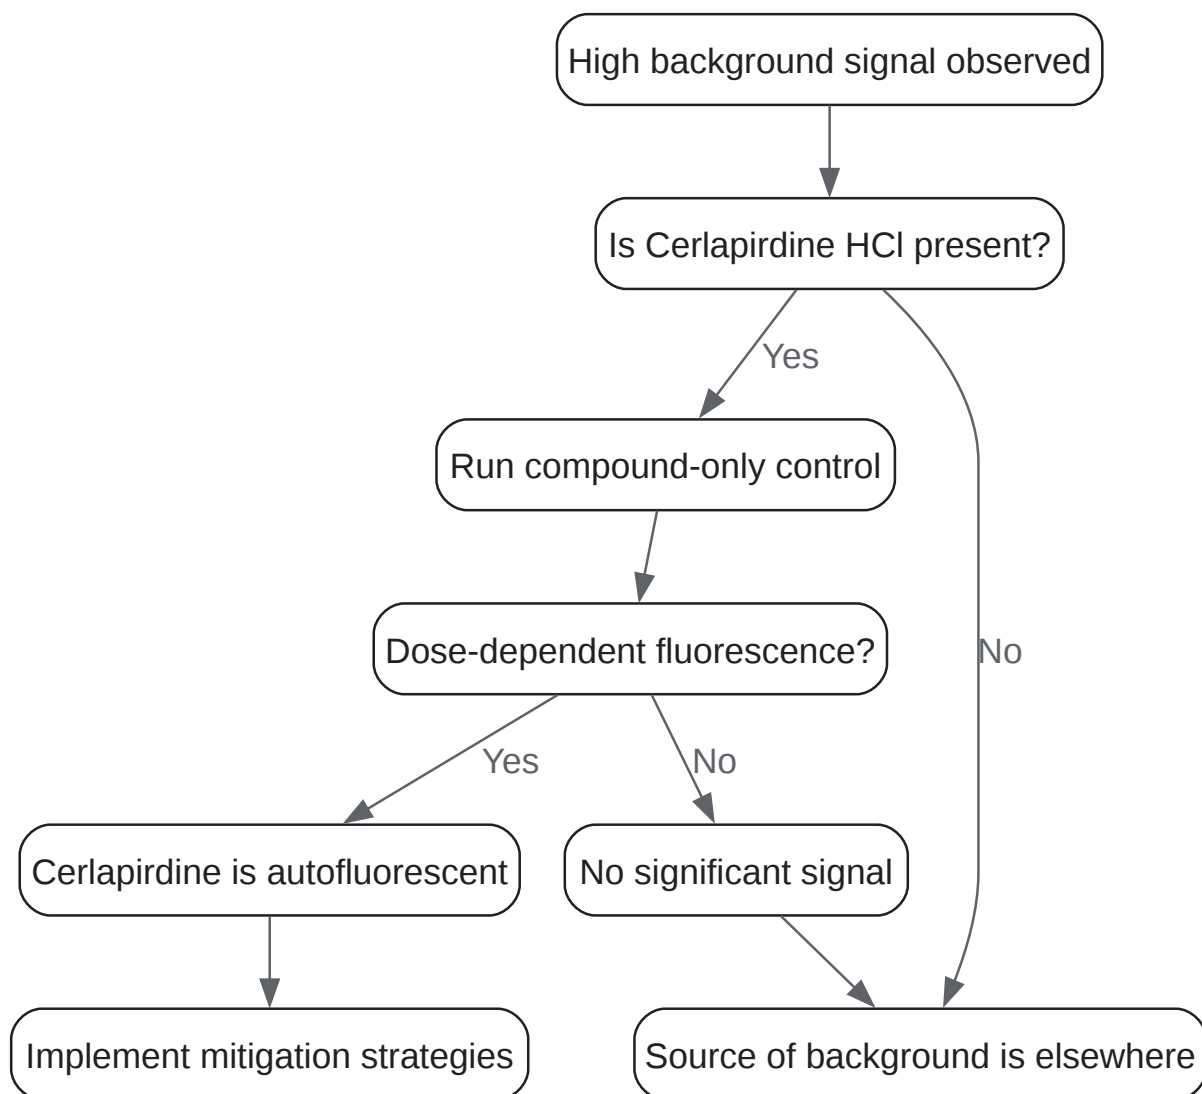 High background signal observed
Is Cerlapirdine HCl present?
Yes
Run compound-only control
Dose-dependent fluorescence?
No
Yes
No
Cerlapirdine is autofluorescent
No significant signal
Implement mitigation strategies
Source of background is elsewhere